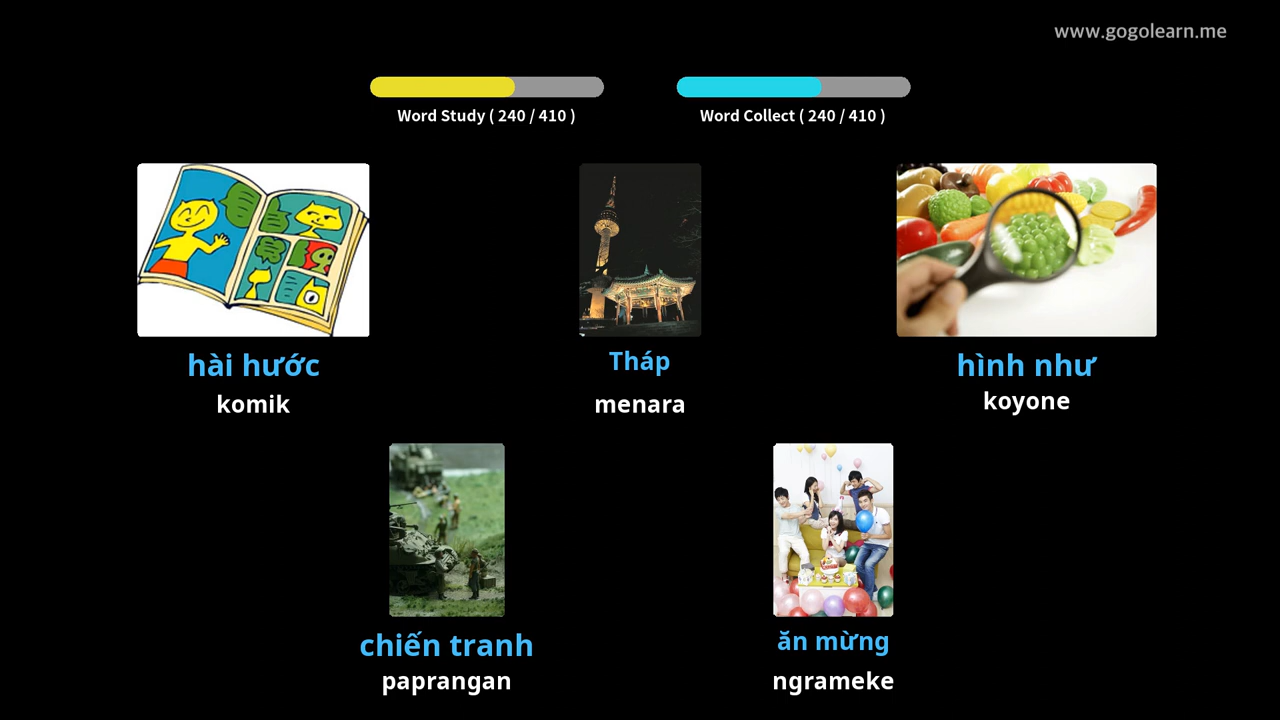 www.gogolearn.me
Word Study ( 240 / 410 )
Word Collect ( 240 / 410 )
hài hước
komik
Tháp
menara
hình như
koyone
chiến tranh
paprangan
ăn mừng
ngrameke